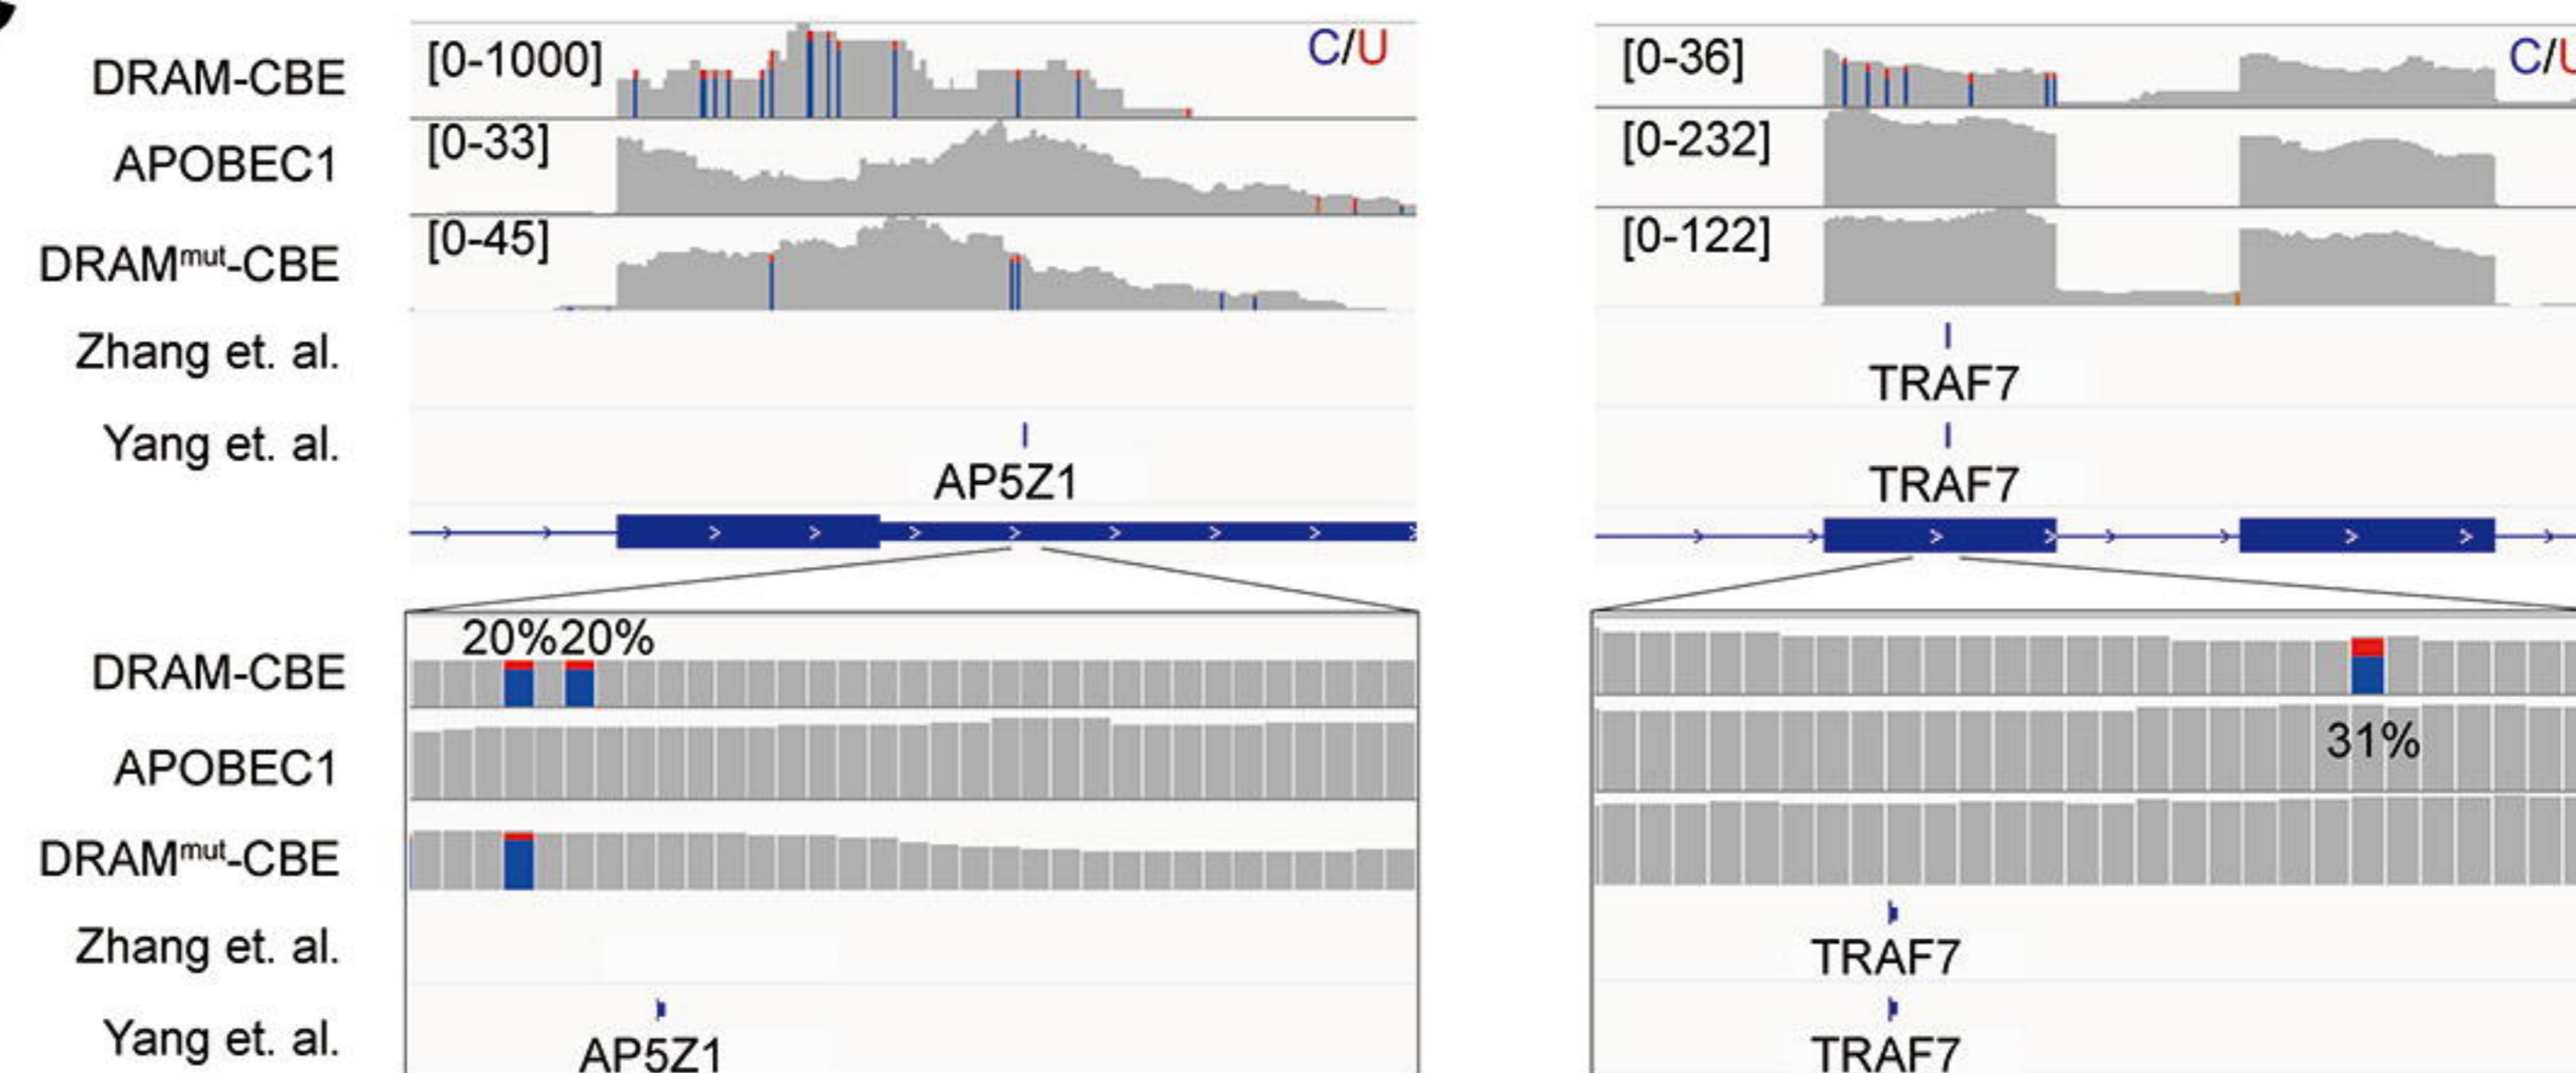 DRAM-CBE [0-1000] C/U [0-36] C/U
APOBEC1 [0-33] [0-232]
DRAMmut-CBE [0-45] [0-122]
Zhang et. al. TRAF7
Yang et. al. AP5Z1 TRAF7
20% 20%
DRAM-CBE
APOBEC1 31%
DRAMmut-CBE
Zhang et. al. TRAF7
Yang et. al. AP5Z1 TRAF7